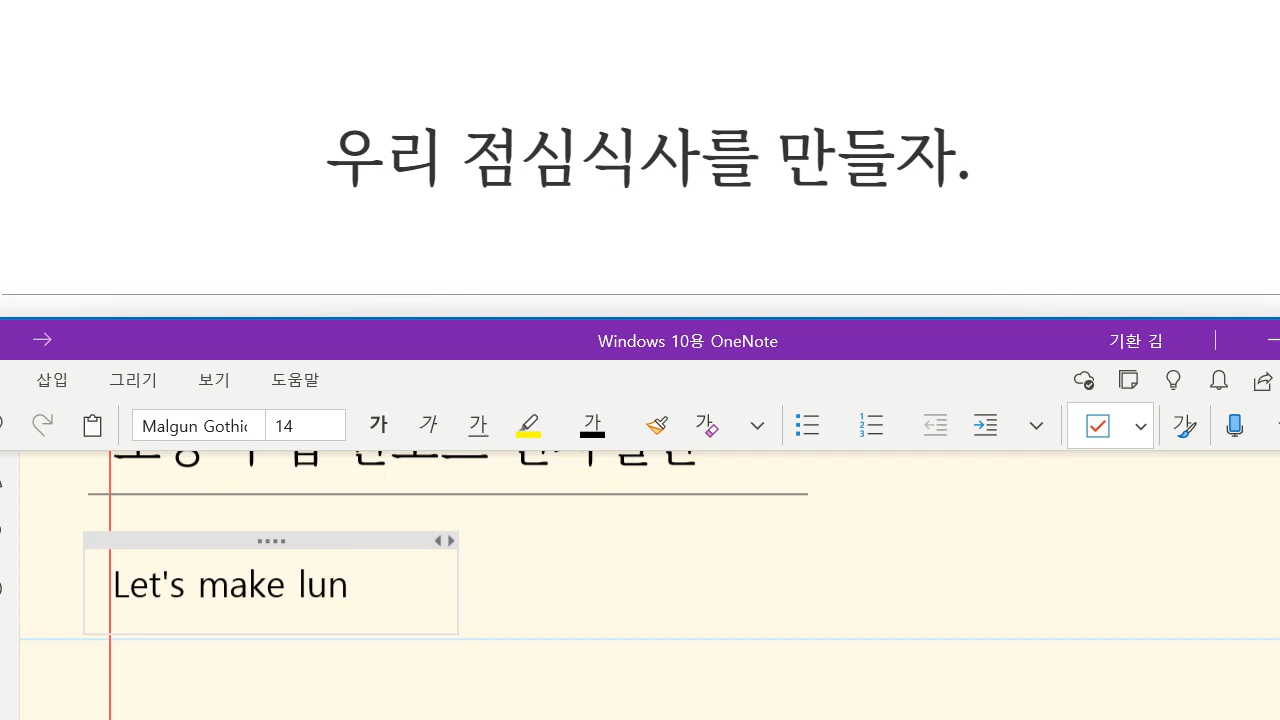 우리 점심식사를 만들자.
Windows 10용 OneNote
기환 김
삽입 그리기 보기 도움말
Malgun Gothic 14 가 가 가 가 가 가
Let's make lun